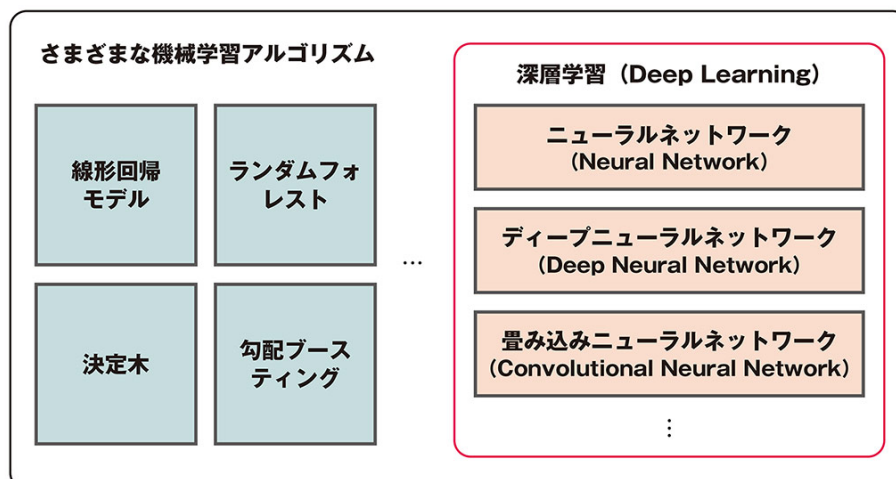 さまざまな機械学習アルゴリズム
線形回帰
モデル
ランダムフォ
レスト
決定木
勾配ブース
ティング
…
深層学習（Deep Learning）
ニューラルネットワーク
(Neural Network)
ディープニューラルネットワーク
(Deep Neural Network)
畳み込みニューラルネットワーク
(Convolutional Neural Network)
⋮